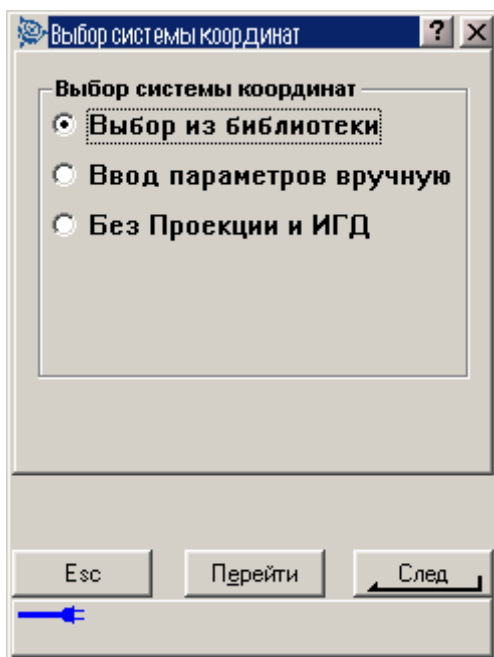 Выбор системы координат ? X
Выбор системы координат
Выбор из библиотеки
Ввод параметров вручную
Без Проекции и ИГД
Esc Перейти След